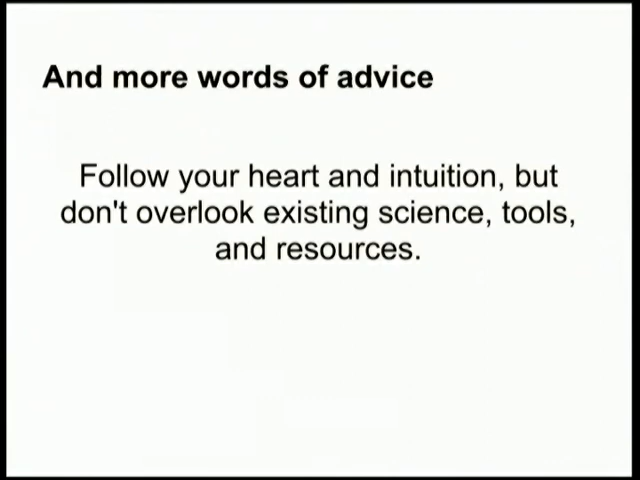 And more words of advice
Follow your heart and intuition, but
don't overlook existing science, tools,
and resources.